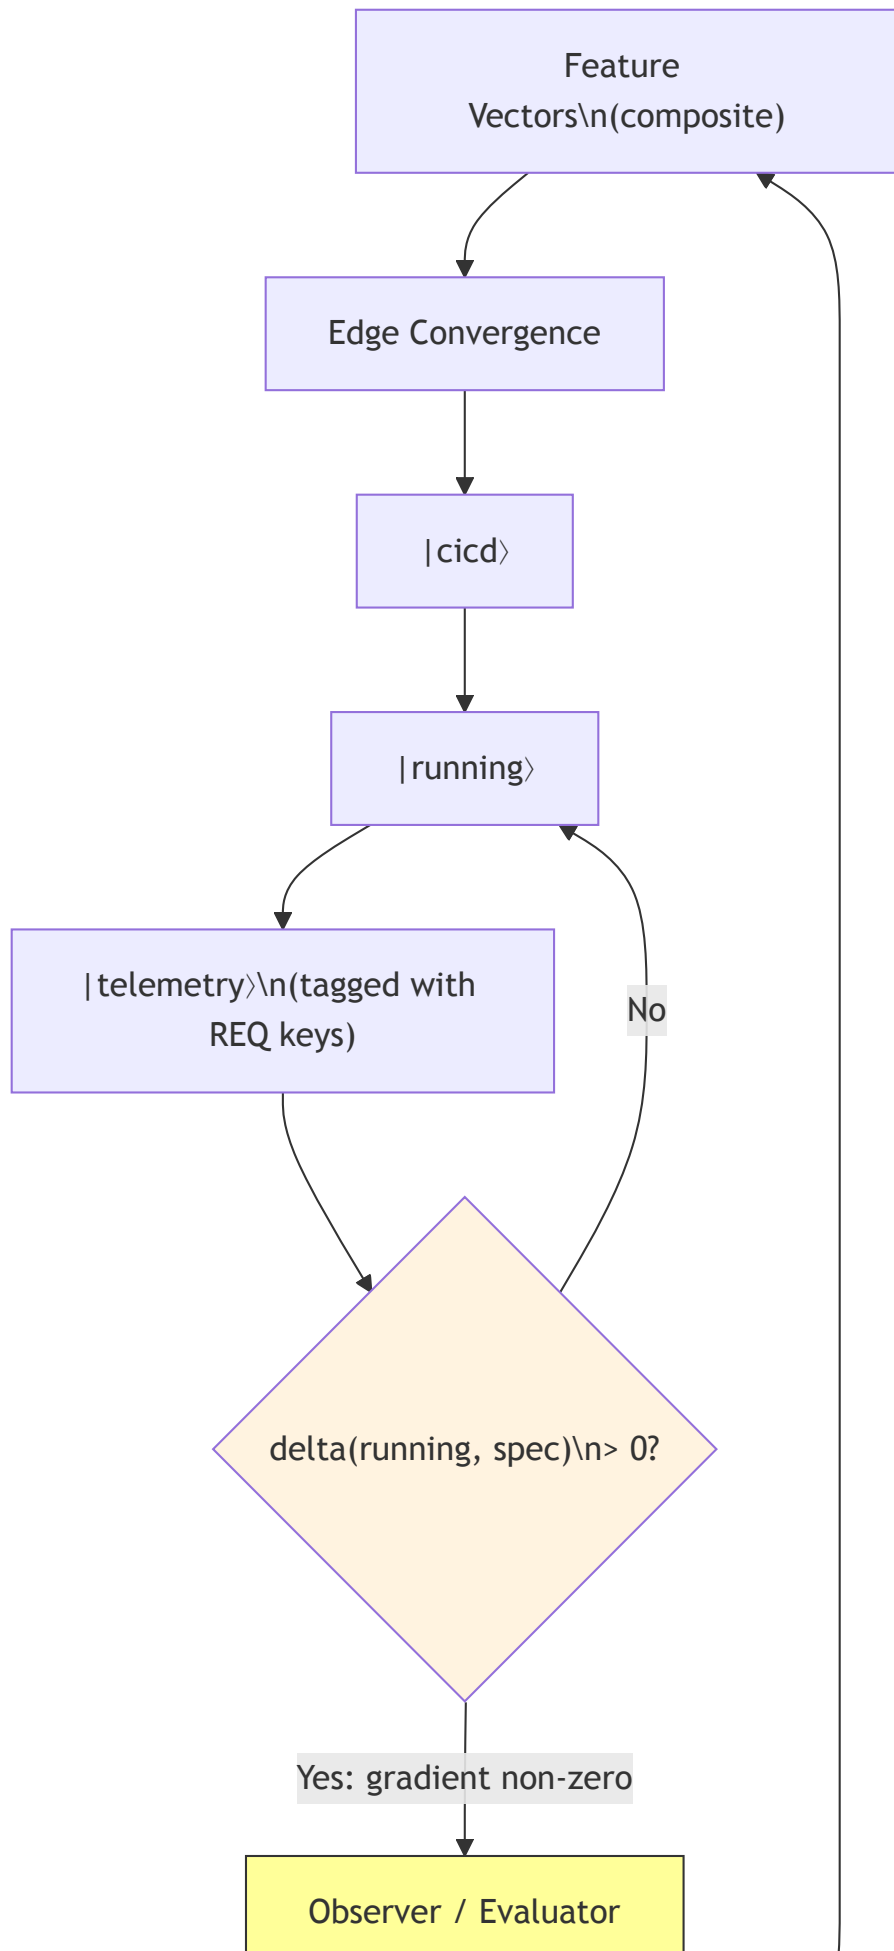 Feature
Vectors\n(composite)
Edge Convergence
|cicd〉
|running〉
|telemetry〉\n(tagged with
REQ keys)
No
delta(running, spec)\n> 0?
Yes: gradient non-zero
Observer / Evaluator